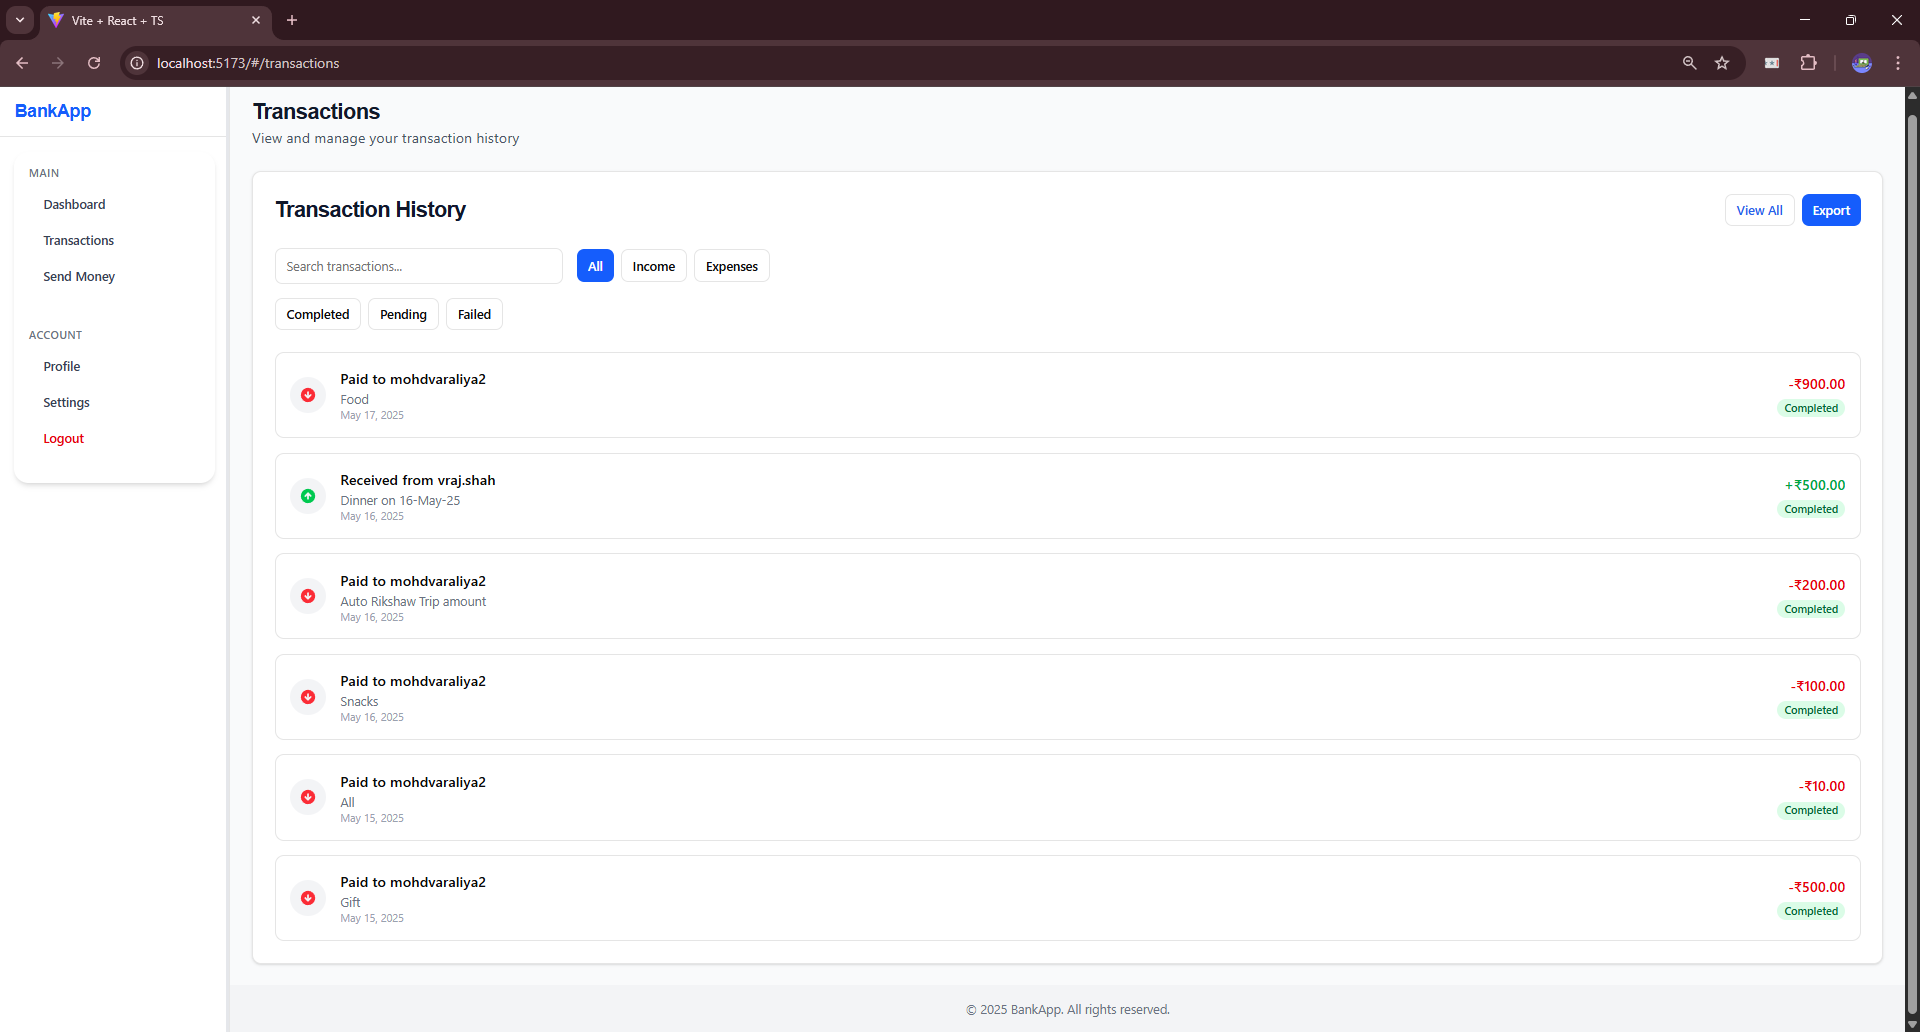 Vite + React + TS
localhost:5173/#/transactions
BankApp
MAIN
Dashboard
Transactions
Send Money
ACCOUNT
Profile
Settings
Logout
Transactions
View and manage your transaction history
Transaction History
View All
Export
Search transactions...
All
Income
Expenses
Completed
Pending
Failed
Paid to mohdvaraliya2
Food
May 17, 2025
-₹900.00
Completed
Received from vraj.shah
Dinner on 16-May-25
May 16, 2025
+₹500.00
Completed
Paid to mohdvaraliya2
Auto Rikshaw Trip amount
May 16, 2025
-₹200.00
Completed
Paid to mohdvaraliya2
Snacks
May 16, 2025
-₹100.00
Completed
Paid to mohdvaraliya2
All
May 15, 2025
-₹10.00
Completed
Paid to mohdvaraliya2
Gift
May 15, 2025
-₹500.00
Completed
© 2025 BankApp. All rights reserved.